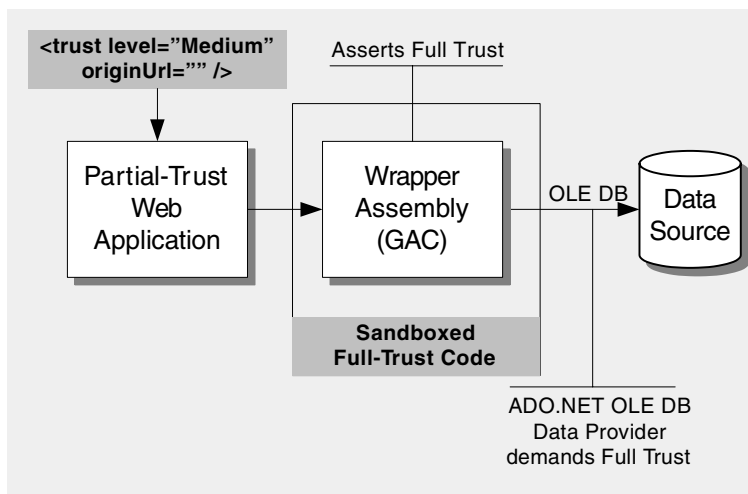 <trust level=”Medium”
originUrl=”” />
Asserts Full Trust
Partial-Trust
Web
Application
Wrapper
Assembly
(GAC)
OLE DB
Data
Source
Sandboxed
Full-Trust Code
ADO.NET OLE DB
Data Provider
demands Full Trust